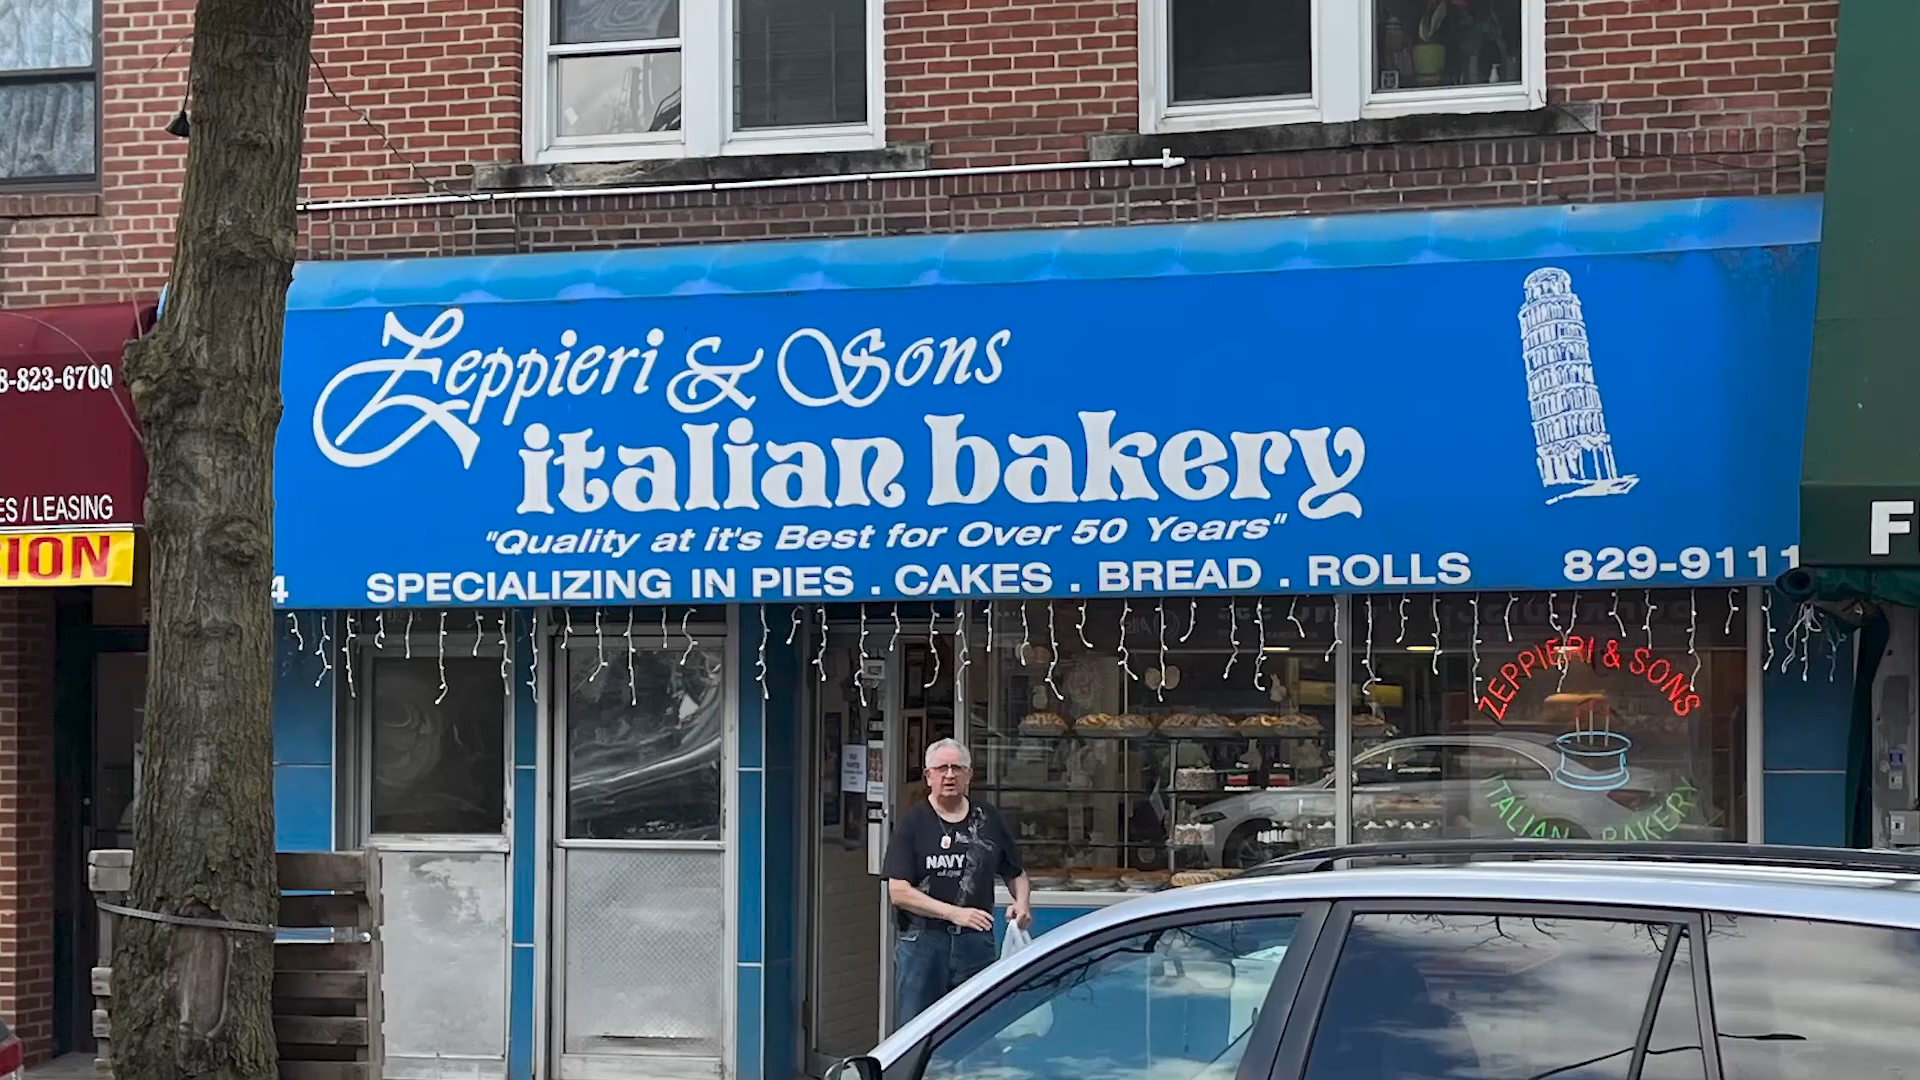 Zeppieri & Sons
italian bakery
"Quality at it's Best for Over 50 Years"
SPECIALIZING IN PIES . CAKES . BREAD . ROLLS
829-9111
4
8-823-6700
ES / LEASING
ION
F
ZEPPIERI & SONS
ITALIAN BAKERY
NAVY